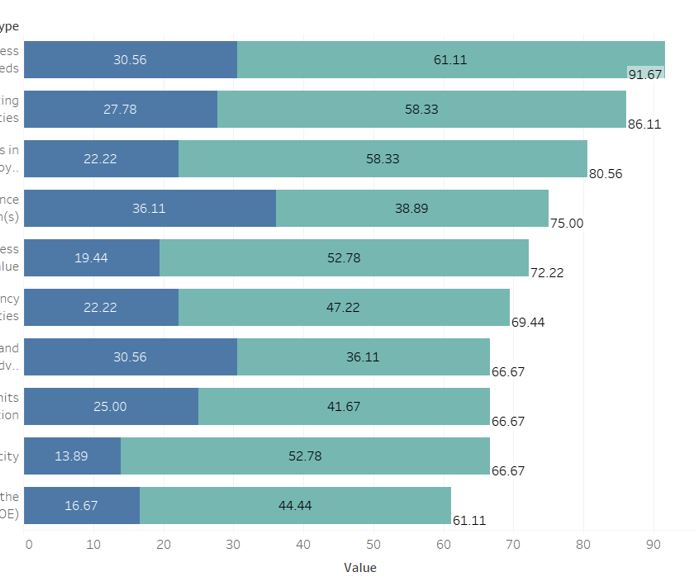 ype
ess
eds
30.56 61.11 91.67
ing
ties
27.78 58.33 86.11
s in
oy..
22.22 58.33 80.56
nce
n(s)
36.11 38.89 75.00
ess
alue
19.44 52.78 72.22
ncy
ties
22.22 47.22 69.44
and
dv..
30.56 36.11 66.67
nits
tion
25.00 41.67 66.67
city
13.89 52.78 66.67
the
OE)
16.67 44.44 61.11
0 10 20 30 40 50 60 70 80 90
Value